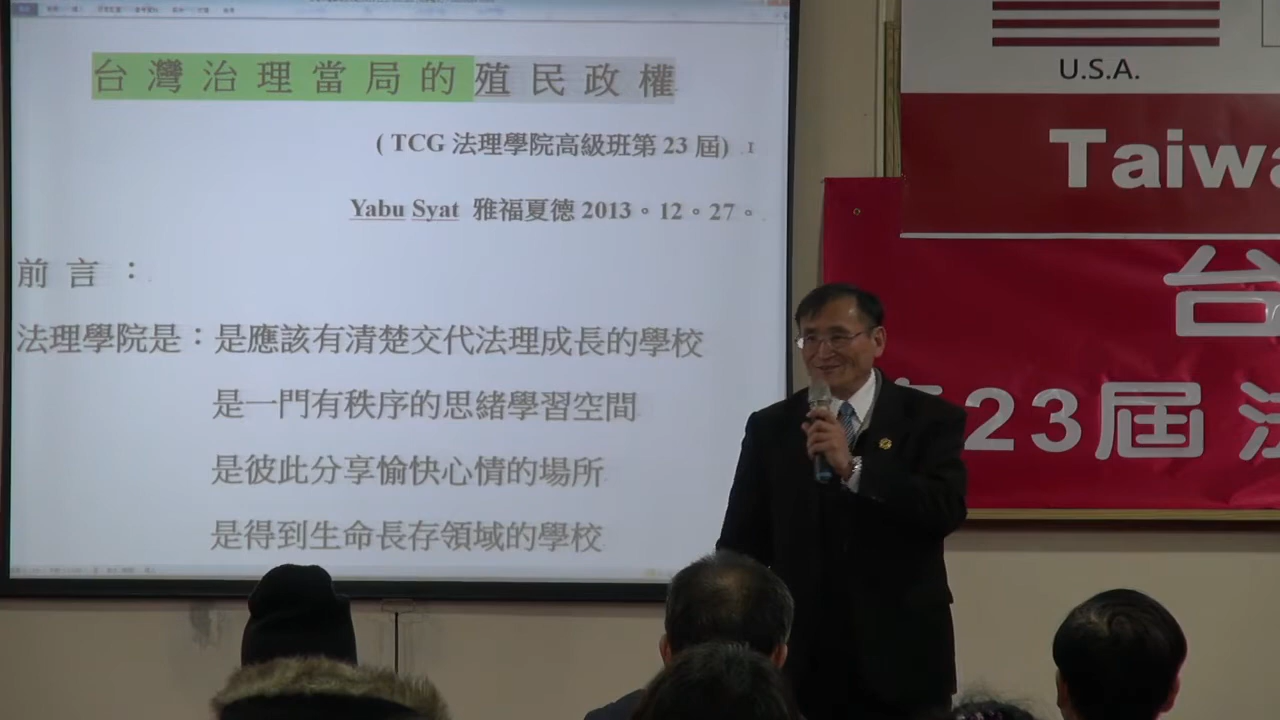 台灣治理當局的殖民政權
( TCG 法理學院高級班第 23 屆)
Yabu Syat 雅福夏德 2013。12。27。
前言：
法理學院是：是應該有清楚交代法理成長的學校
是一門有秩序的思緒學習空間
是彼此分享愉快心情的場所
是得到生命長存領域的學校
U.S.A.
Taiwa
台
23屆 法